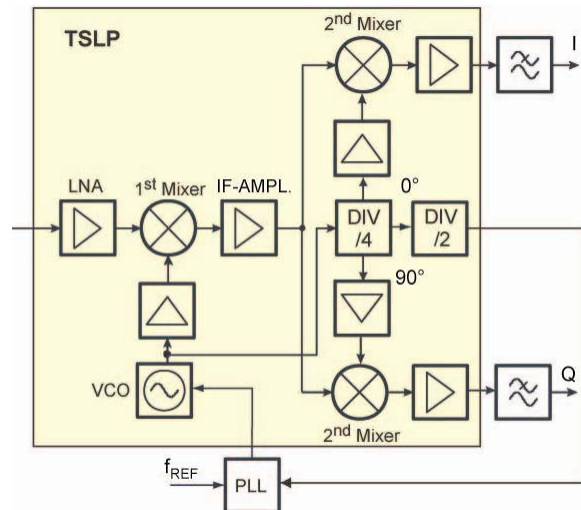 TSLP
2nd Mixer
I
LNA
1st Mixer
IF-AMPL.
0°
DIV
/4
DIV
/2
90°
VCO
Q
2nd Mixer
fREF
PLL